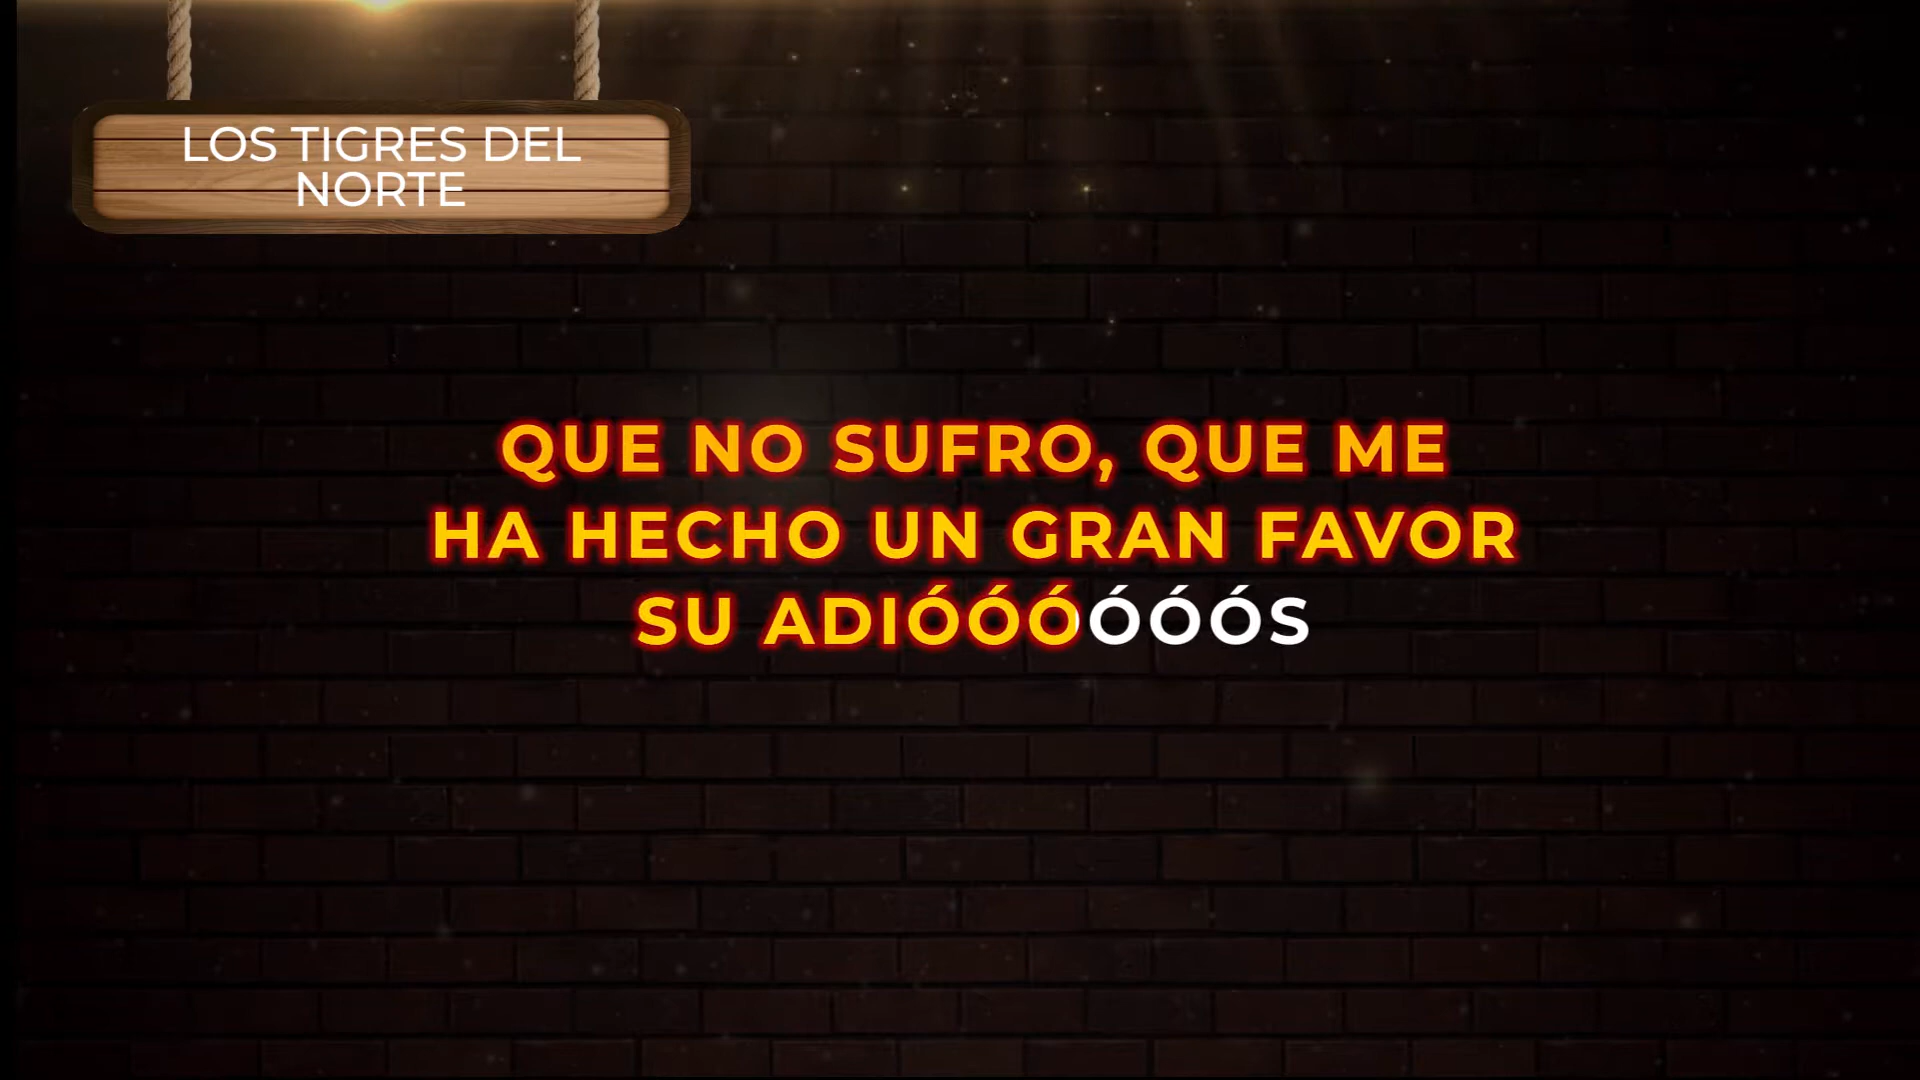 LOS TIGRES DEL
NORTE
QUE NO SUFRO, QUE ME
HA HECHO UN GRAN FAVOR
SU ADIÓÓÓÓÓÓS